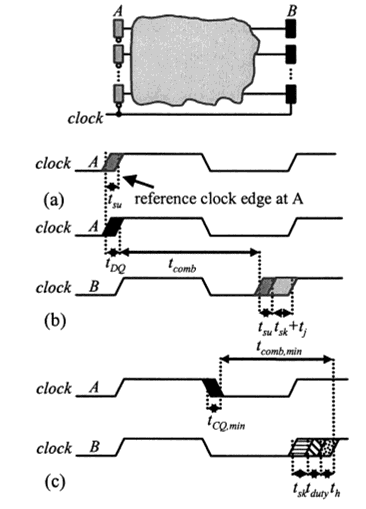 A B
clock
clock A
(a) t_su reference clock edge at A
clock A
t_DQ t_comb
clock B
(b) t_su t_sk+t_j
t_comb,min
clock A
t_CQ,min
clock B
(c) t_sk t_duty t_h